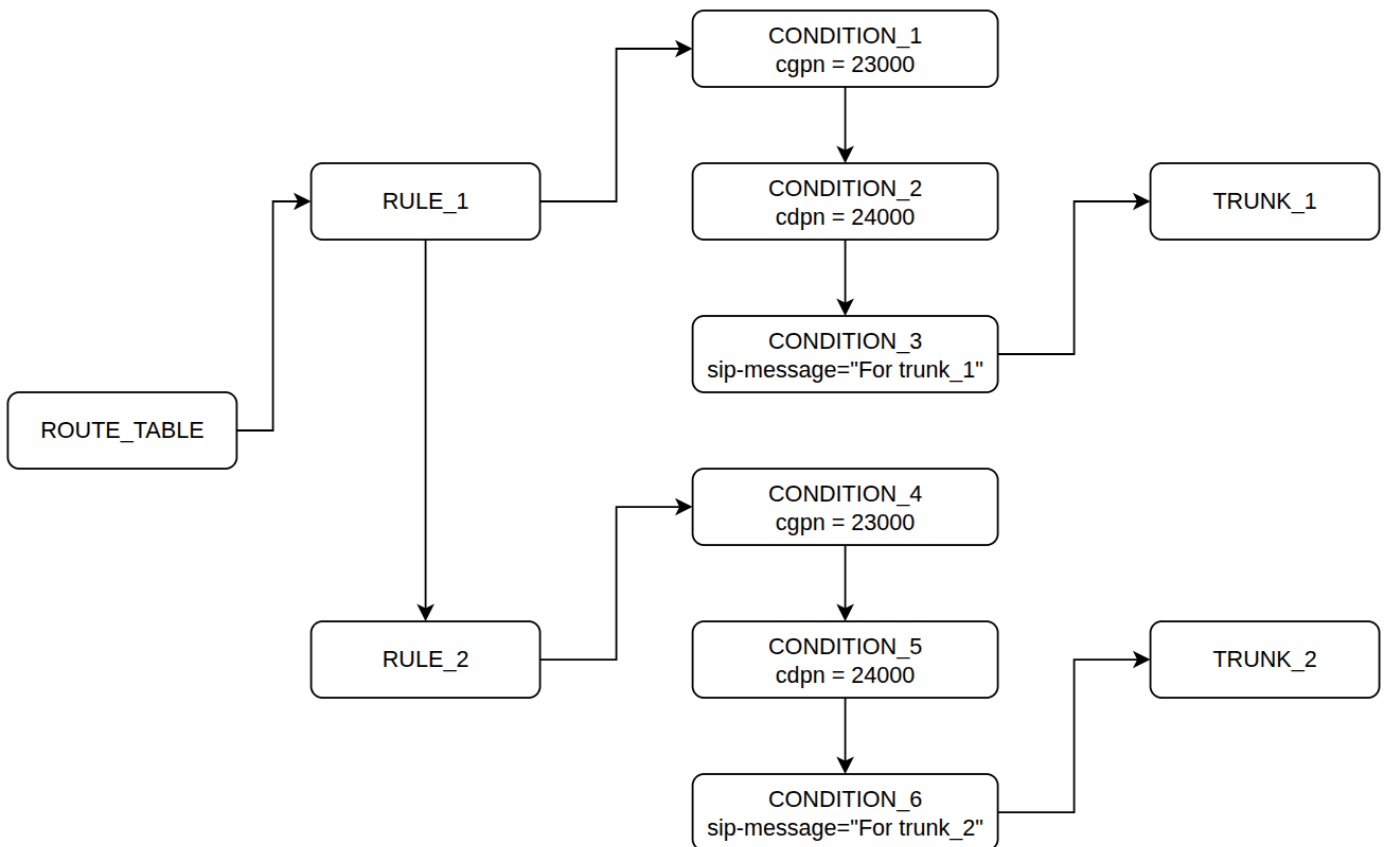 CONDITION_1
cgpn = 23000
RULE_1
CONDITION_2
cdpn = 24000
TRUNK_1
CONDITION_3
sip-message="For trunk_1"
ROUTE_TABLE
CONDITION_4
cgpn = 23000
RULE_2
CONDITION_5
cdpn = 24000
TRUNK_2
CONDITION_6
sip-message="For trunk_2"